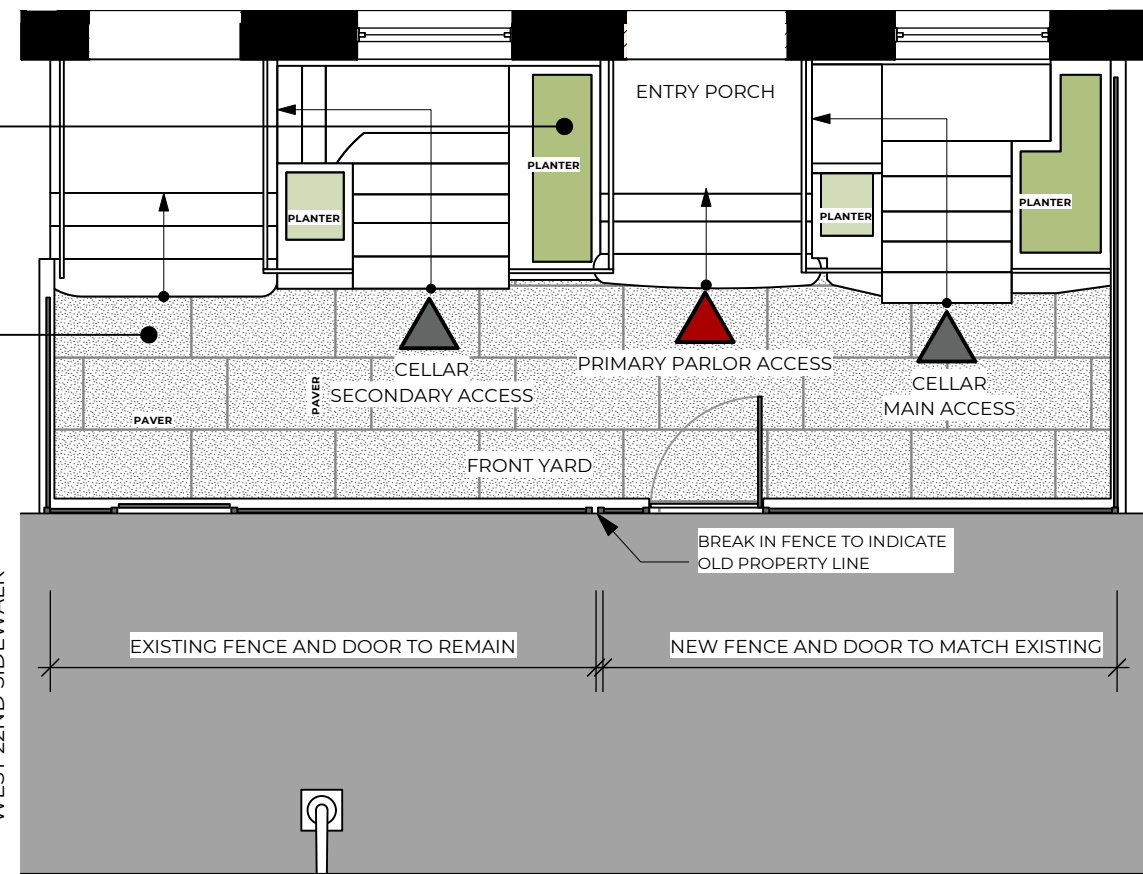 ENTRY PORCH
PLANTER
PLANTER
PLANTER
PLANTER
PRIMARY PARLOR ACCESS
CELLAR
SECONDARY ACCESS
CELLAR
MAIN ACCESS
PAVER
PAVER
FRONT YARD
BREAK IN FENCE TO INDICATE
OLD PROPERTY LINE
EXISTING FENCE AND DOOR TO REMAIN
NEW FENCE AND DOOR TO MATCH EXISTING
WEST 22ND SIDEWALK